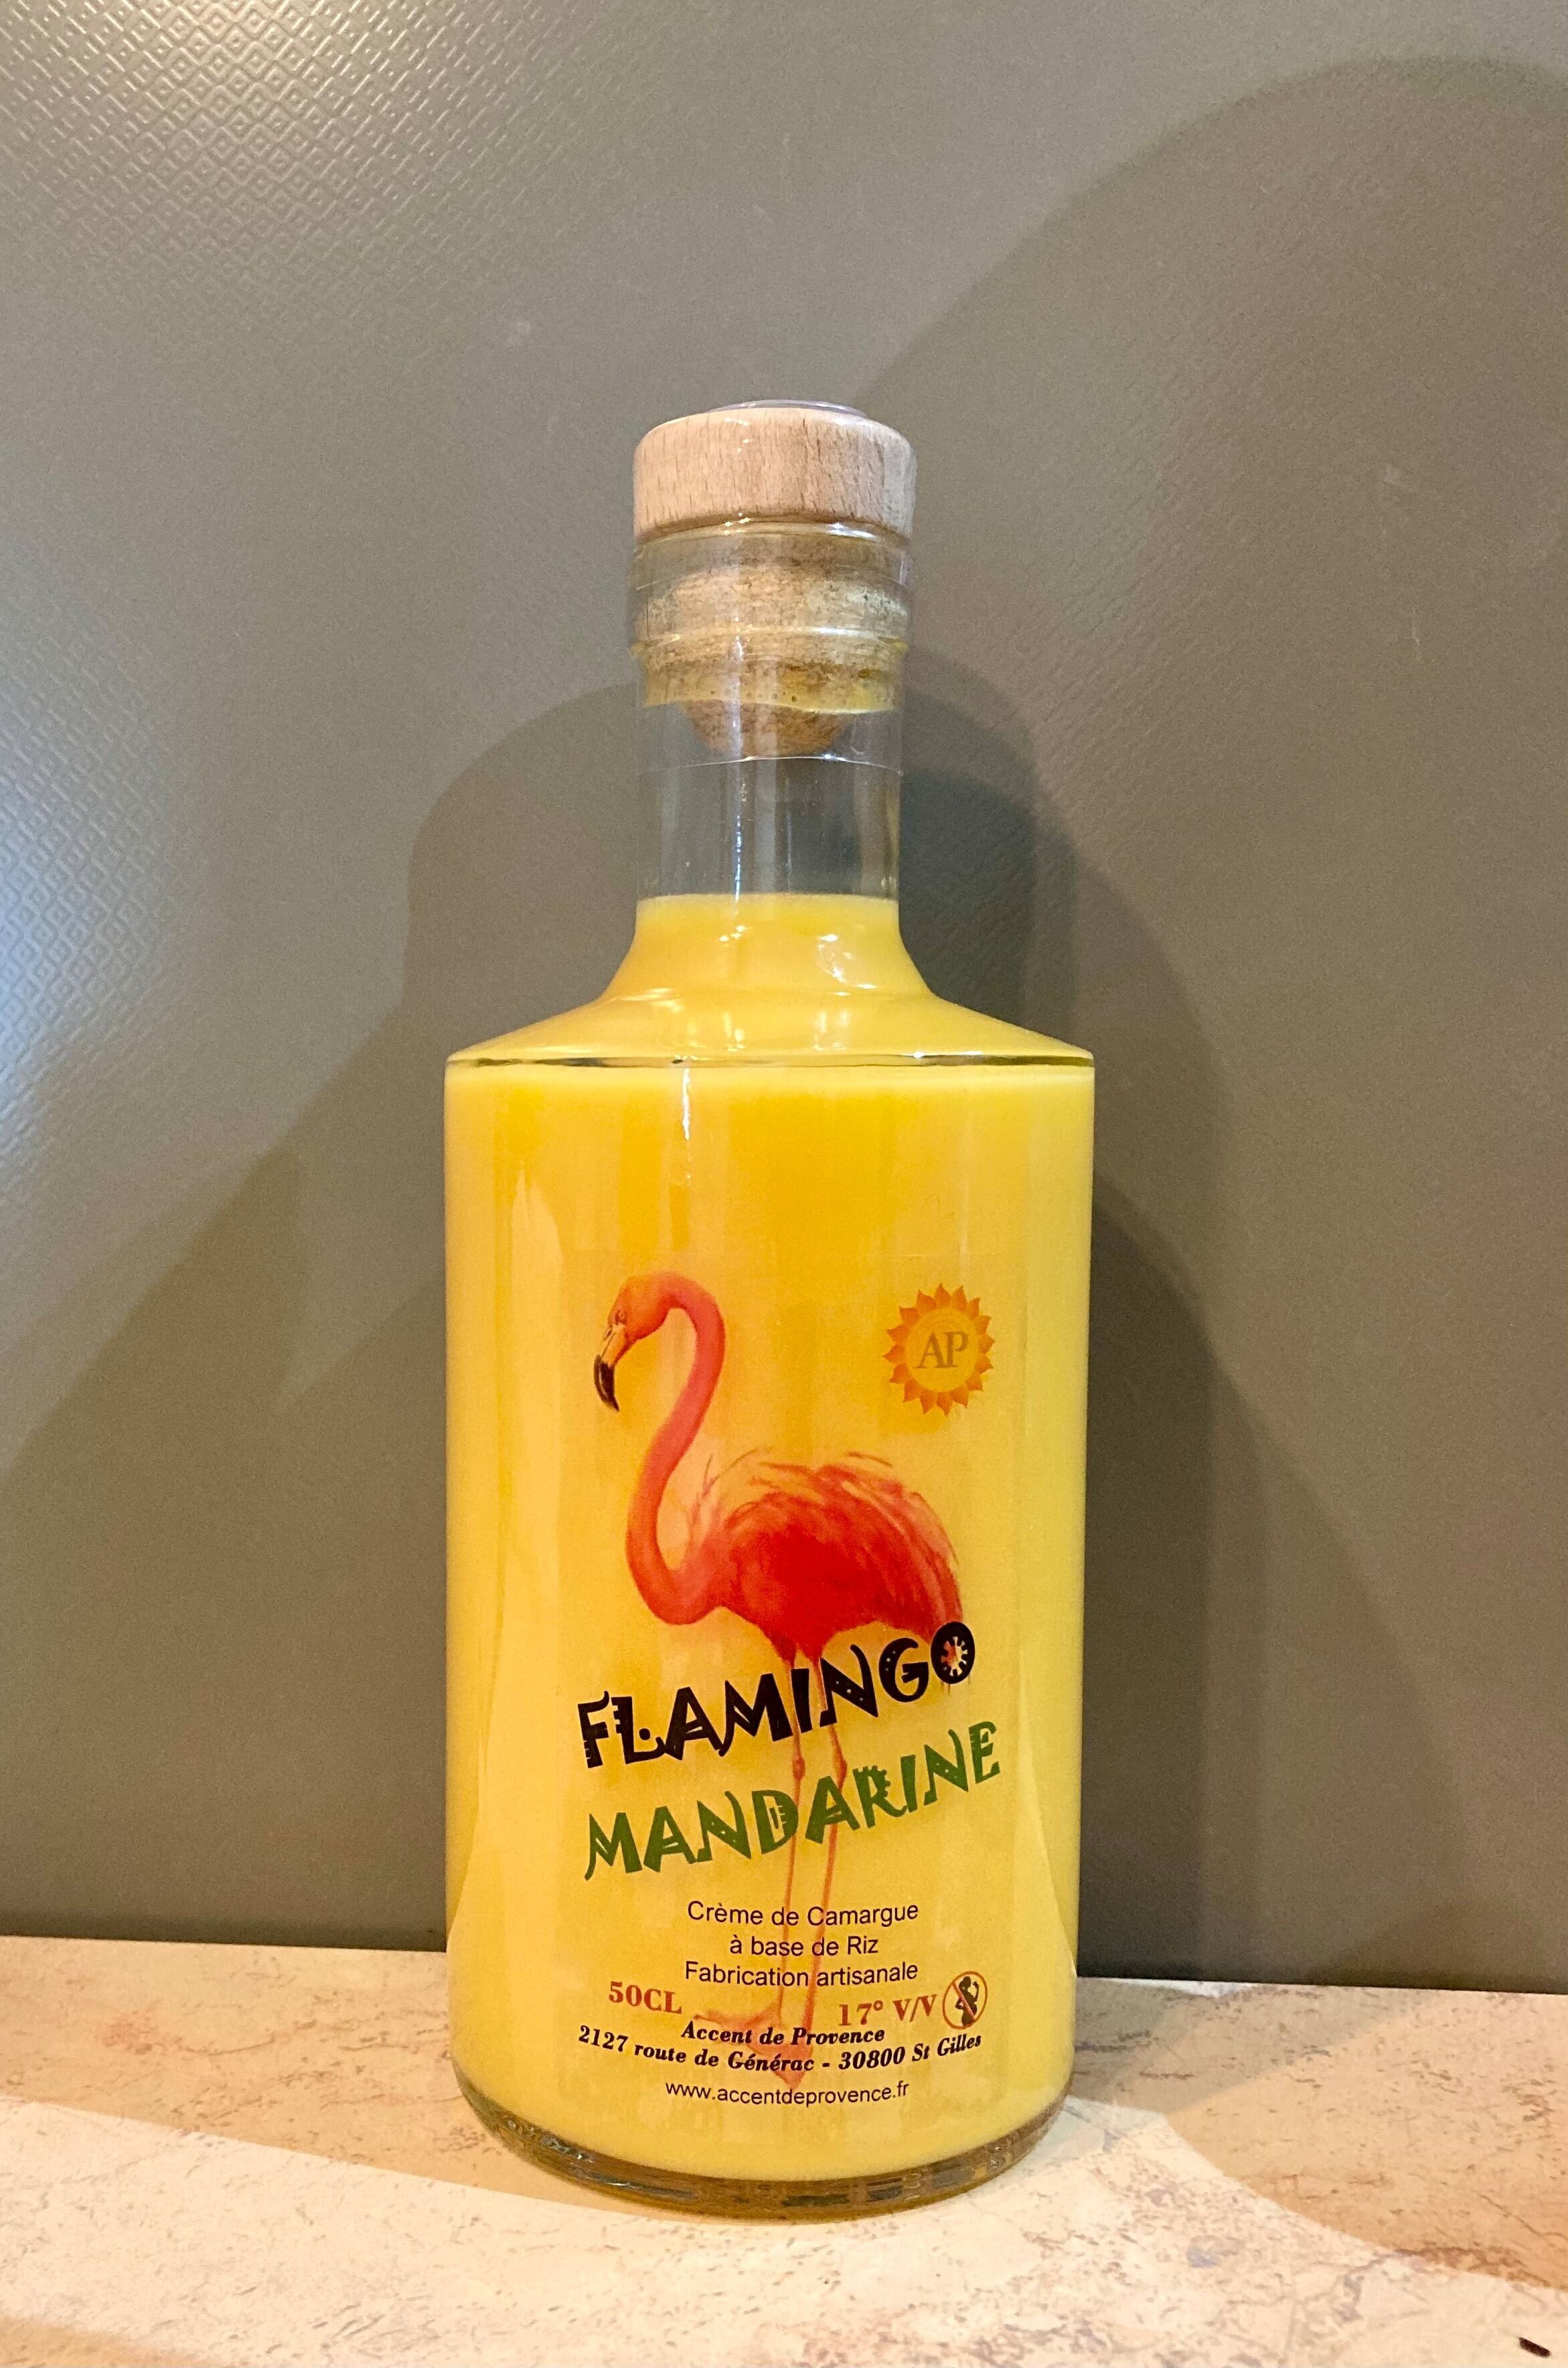 AP
FLAMINGO
MANDARINE
Crème de Camargue
à base de Riz
Fabrication artisanale
50CL 17° V/V
Accent de Provence
2127 route de Générac - 30800 St Gilles
www.accentdeprovence.fr